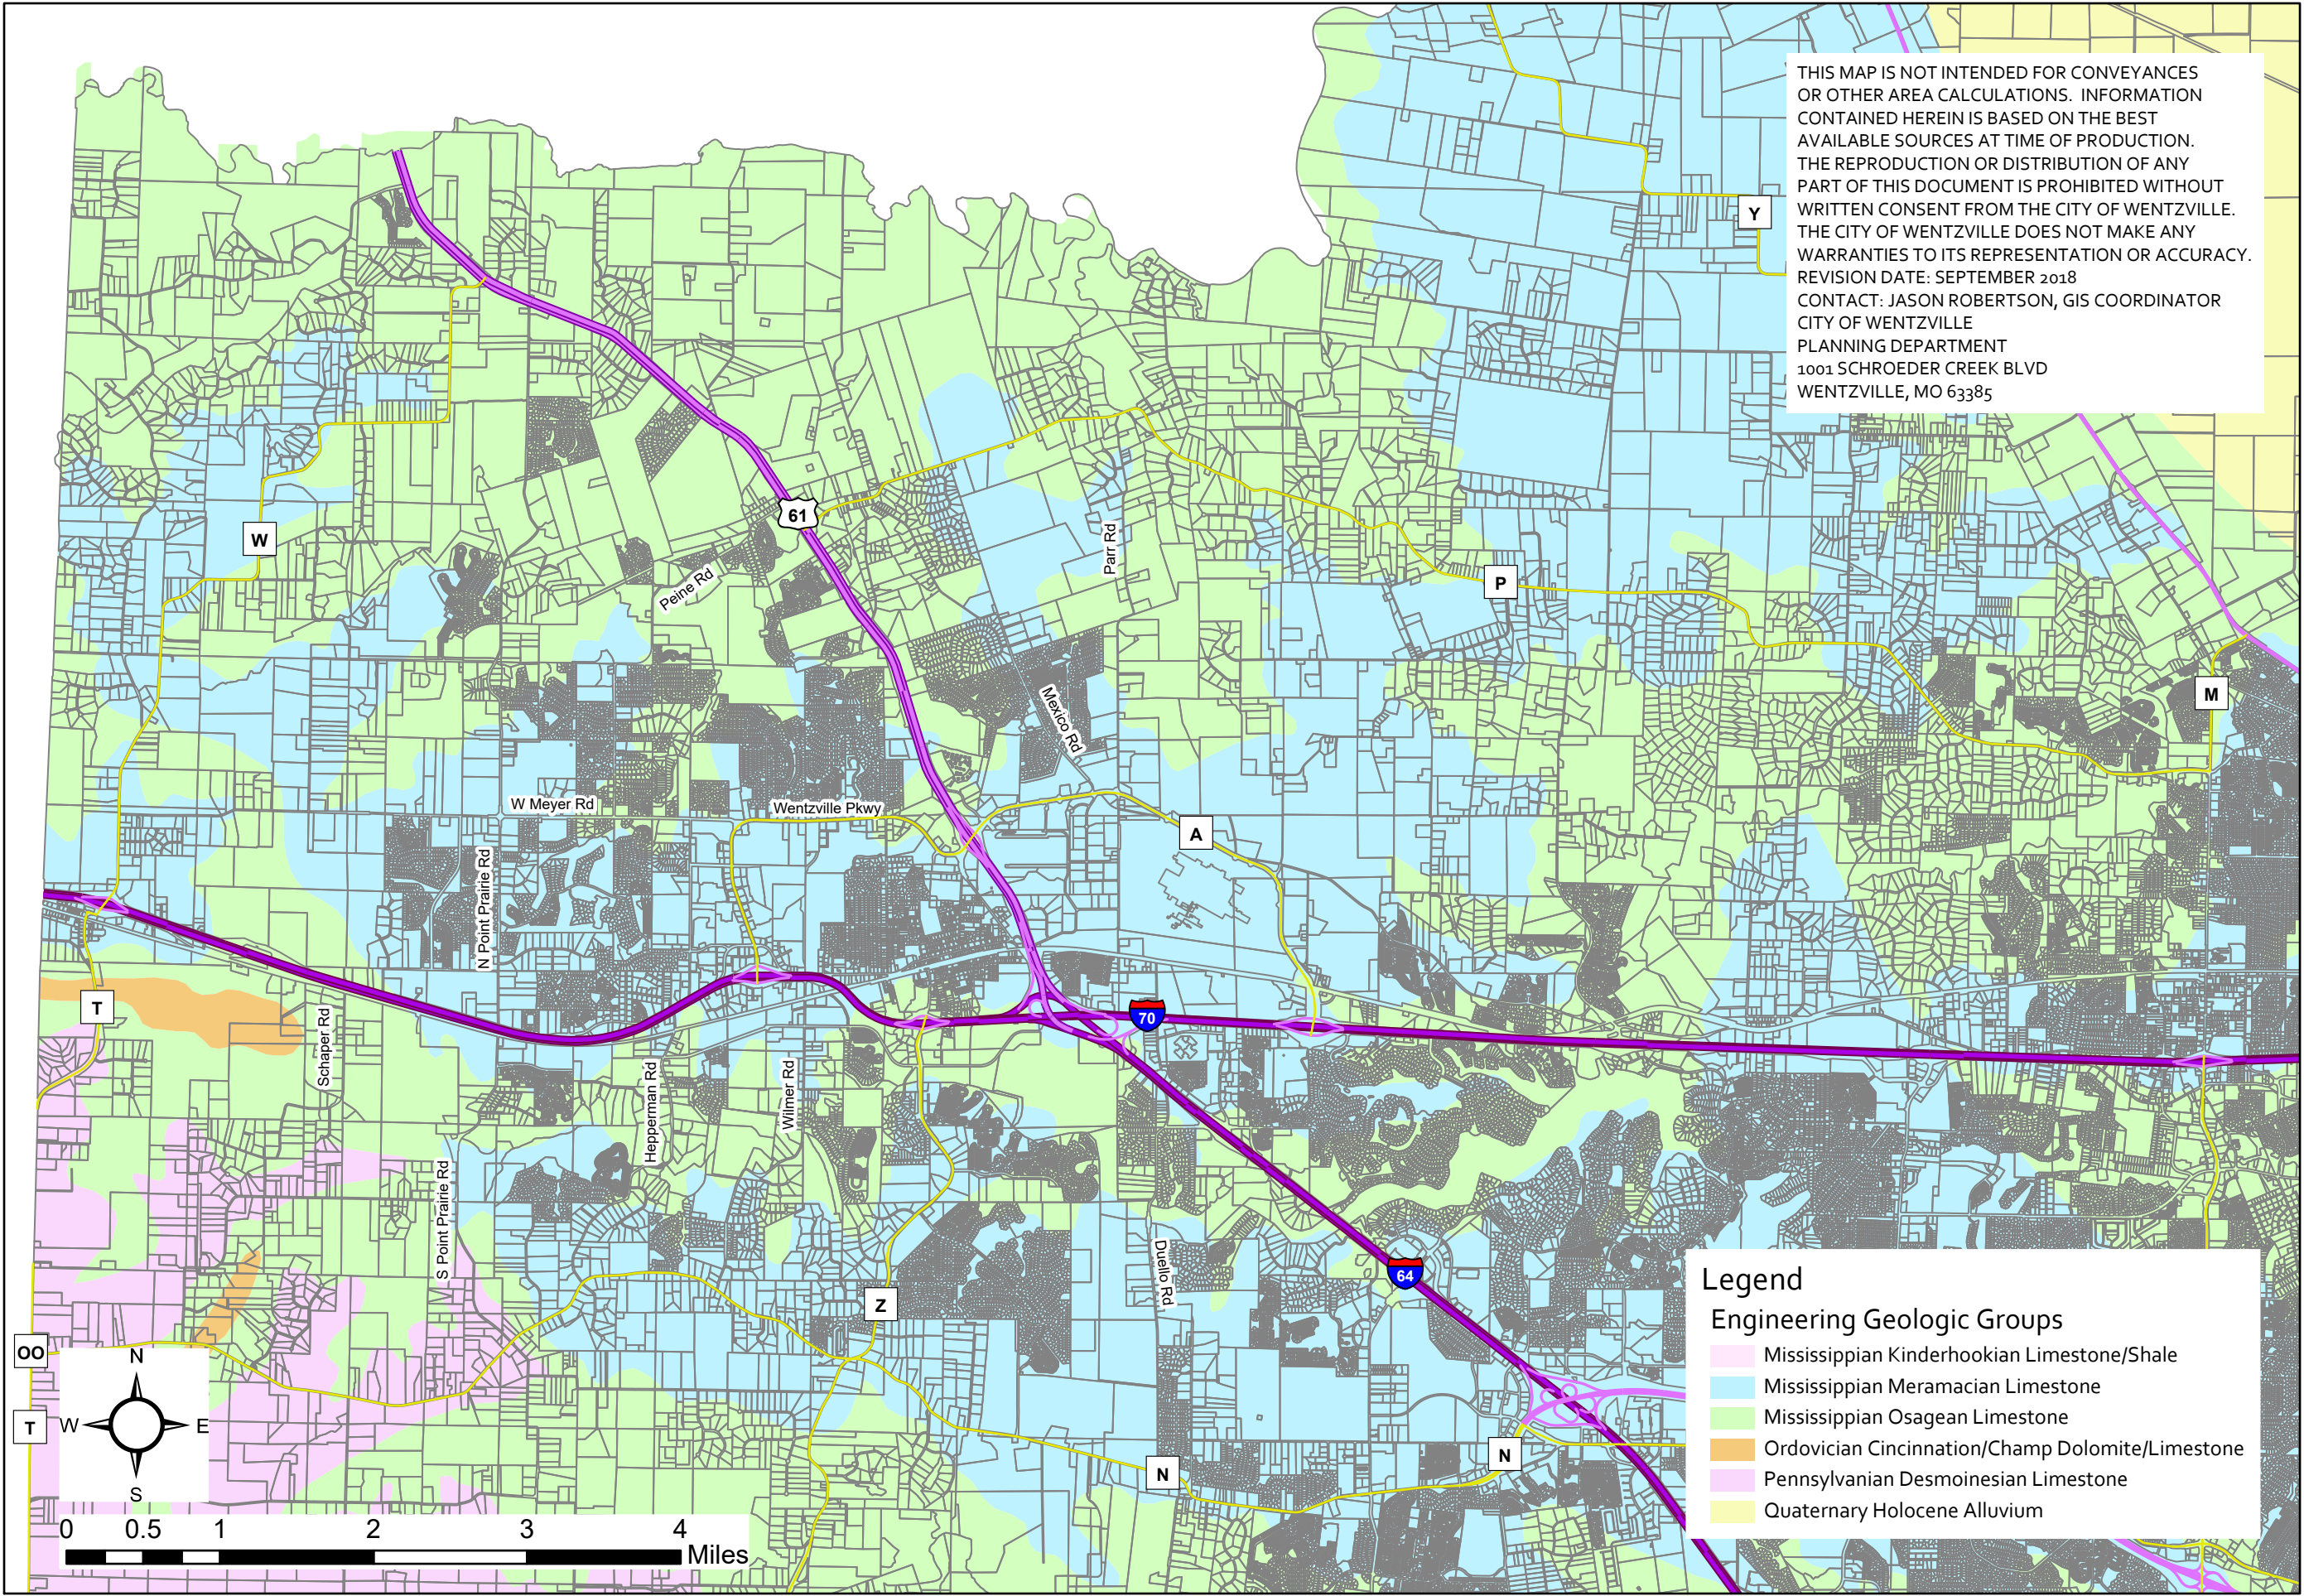 THIS MAP IS NOT INTENDED FOR CONVEYANCES
OR OTHER AREA CALCULATIONS. INFORMATION
CONTAINED HEREIN IS BASED ON THE BEST
AVAILABLE SOURCES AT TIME OF PRODUCTION.
THE REPRODUCTION OR DISTRIBUTION OF ANY
PART OF THIS DOCUMENT IS PROHIBITED WITHOUT
WRITTEN CONSENT FROM THE CITY OF WENTZVILLE.
THE CITY OF WENTZVILLE DOES NOT MAKE ANY
WARRANTIES TO ITS REPRESENTATION OR ACCURACY.
REVISION DATE: SEPTEMBER 2018
CONTACT: JASON ROBERTSON, GIS COORDINATOR
CITY OF WENTZVILLE
PLANNING DEPARTMENT
1001 SCHROEDER CREEK BLVD
WENTZVILLE, MO 63385
Y
61
W
Parr Rd
Peine Rd
P
M
Mexico Rd
W Meyer Rd
Wentzville Pkwy
A
N Point Prairie Rd
T
70
Schaper Rd
Hepperman Rd
Wilmer Rd
S Point Prairie Rd
Duello Rd
64
Z
OO
T
N
N
N
W
E
S
Legend
Engineering Geologic Groups
Mississippian Kinderhookian Limestone/Shale
Mississippian Meramacian Limestone
Mississippian Osagean Limestone
Ordovician Cincinnation/Champ Dolomite/Limestone
Pennsylvanian Desmoinesian Limestone
Quaternary Holocene Alluvium
0 0.5 1 2 3 4
Miles